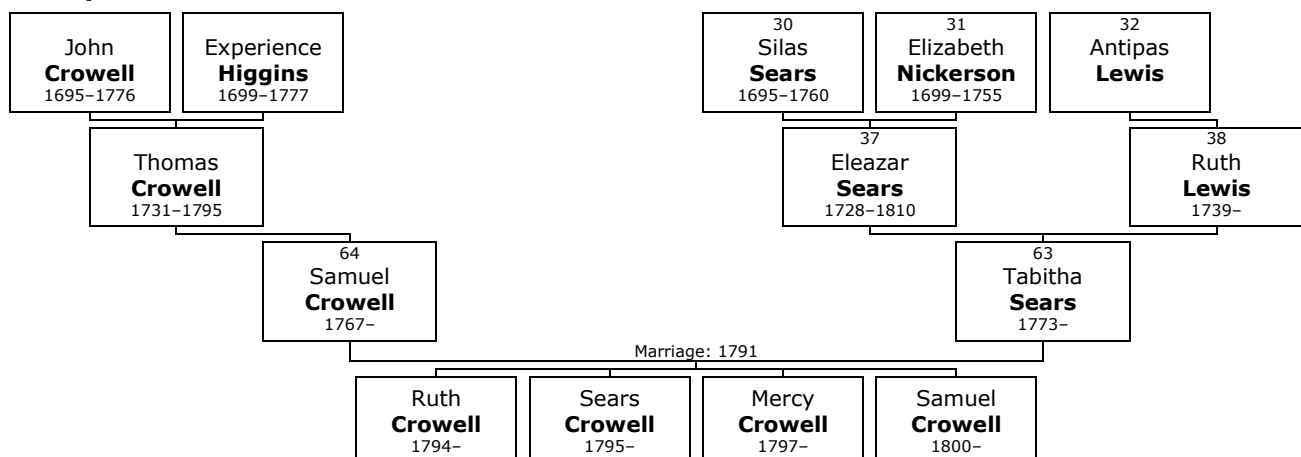 John
Crowell
1695–1776
Experience
Higgins
1699–1777
30
Silas
Sears
1695–1760
31
Elizabeth
Nickerson
1699–1755
32
Antipas
Lewis
Thomas
Crowell
1731–1795
37
Eleazar
Sears
1728–1810
38
Ruth
Lewis
1739–
64
Samuel
Crowell
1767–
63
Tabitha
Sears
1773–
Marriage: 1791
Ruth
Crowell
1794–
Sears
Crowell
1795–
Mercy
Crowell
1797–
Samuel
Crowell
1800–